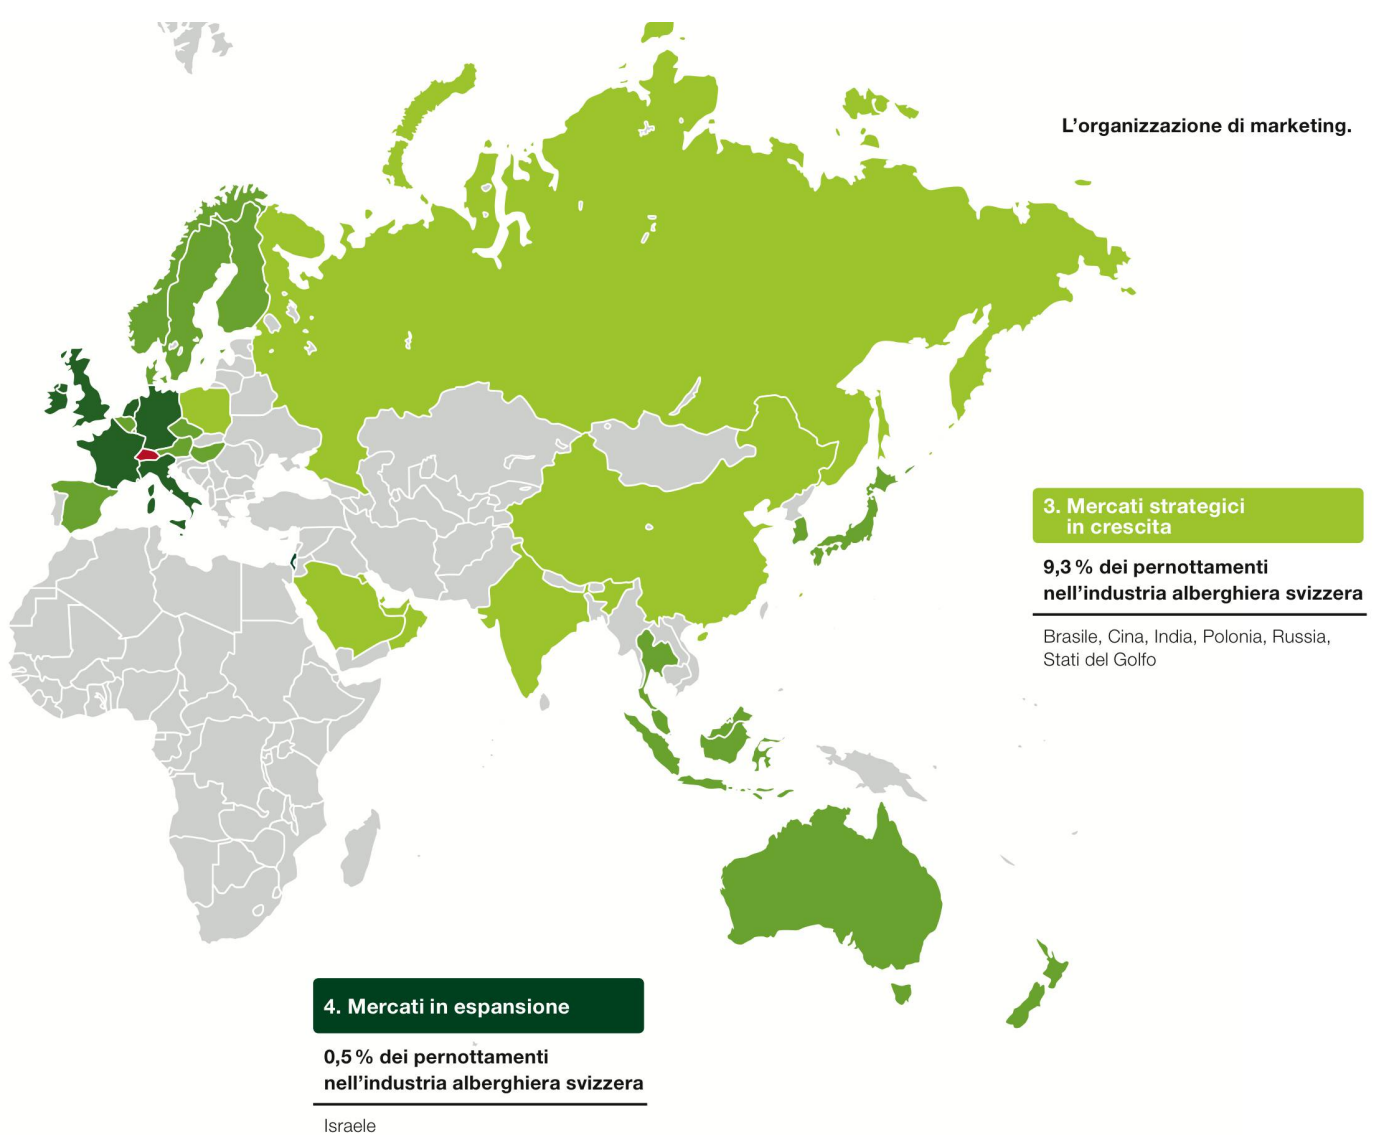 L’organizzazione di marketing.
3. Mercati strategici
in crescita
9,3 % dei pernottamenti
nell’industria alberghiera svizzera
Brasile, Cina, India, Polonia, Russia,
Stati del Golfo
4. Mercati in espansione
0,5 % dei pernottamenti
nell’industria alberghiera svizzera
Israele